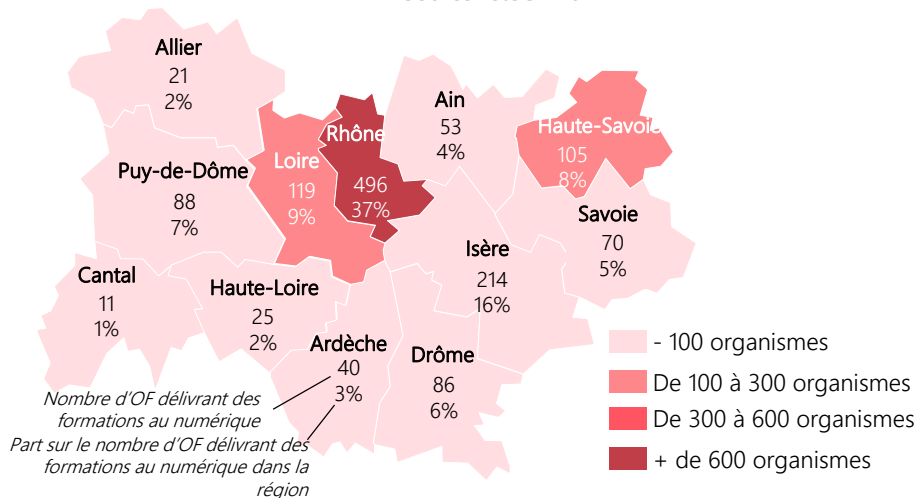 Allier
21
2%
Ain
53
4%
Haute-Savoie
105
8%
Rhône
496
37%
Loire
119
9%
Puy-de-Dôme
88
7%
Savoie
70
5%
Isère
214
16%
Cantal
11
1%
Haute-Loire
25
2%
Ardèche
40
3%
Drôme
86
6%
Nombre d'OF délivrant des
formations au numérique
Part sur le nombre d'OF délivrant des
formations au numérique dans la
région
- 100 organismes
De 100 à 300 organismes
De 300 à 600 organismes
+ de 600 organismes